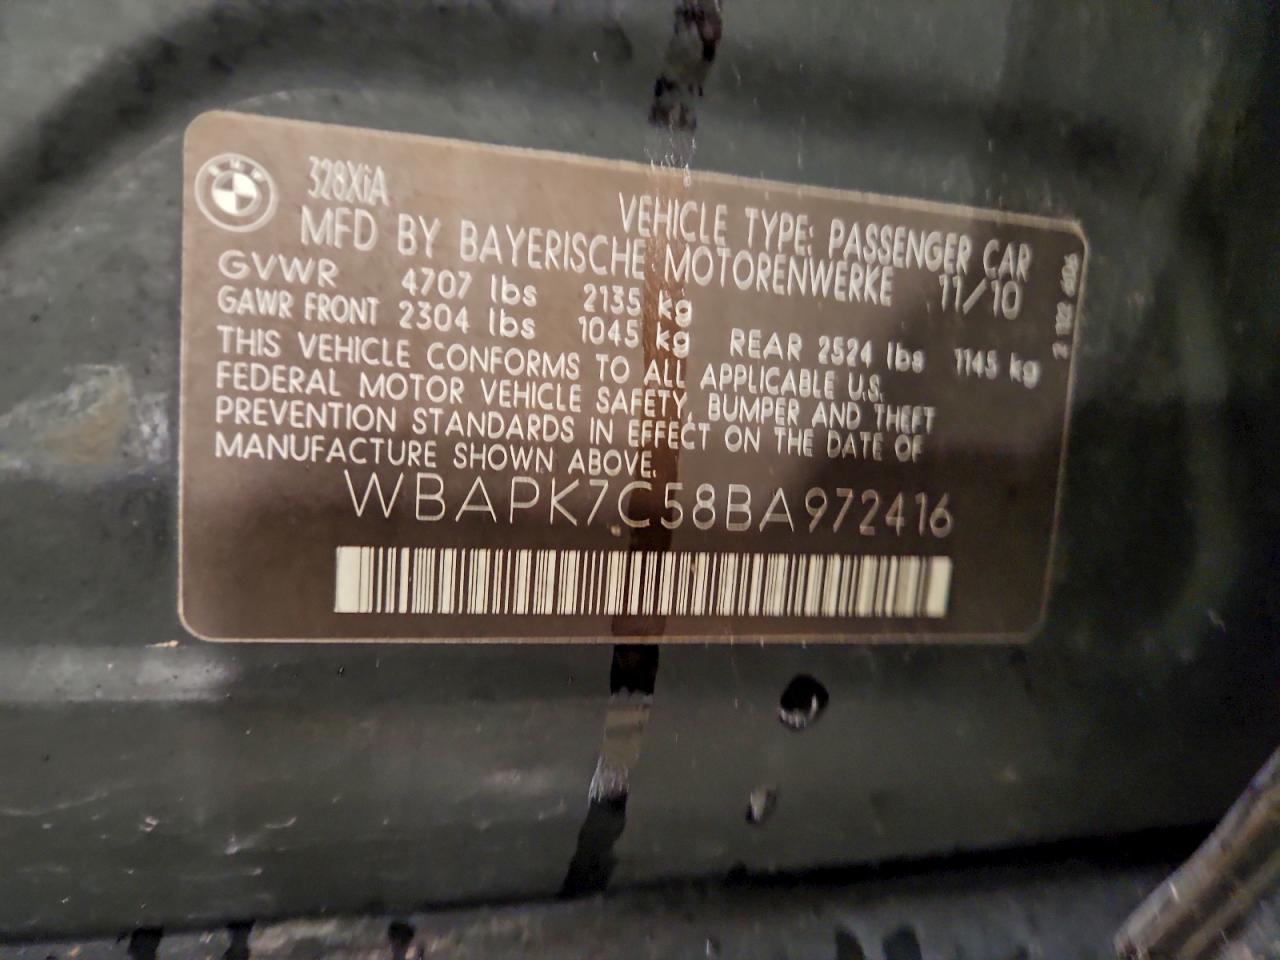 BMW
328XiA
VEHICLE TYPE: PASSENGER CAR
MFD BY BAYERISCHE MOTORENWERKE 11/10
GVWR 4707 lbs 2135 kg
GAWR FRONT 2304 lbs 1045 kg REAR 2524 lbs 1145 kg
THIS VEHICLE CONFORMS TO ALL APPLICABLE U.S.
FEDERAL MOTOR VEHICLE SAFETY, BUMPER AND THEFT
PREVENTION STANDARDS IN EFFECT ON THE DATE OF
MANUFACTURE SHOWN ABOVE.
WBAPK7C58BA972416